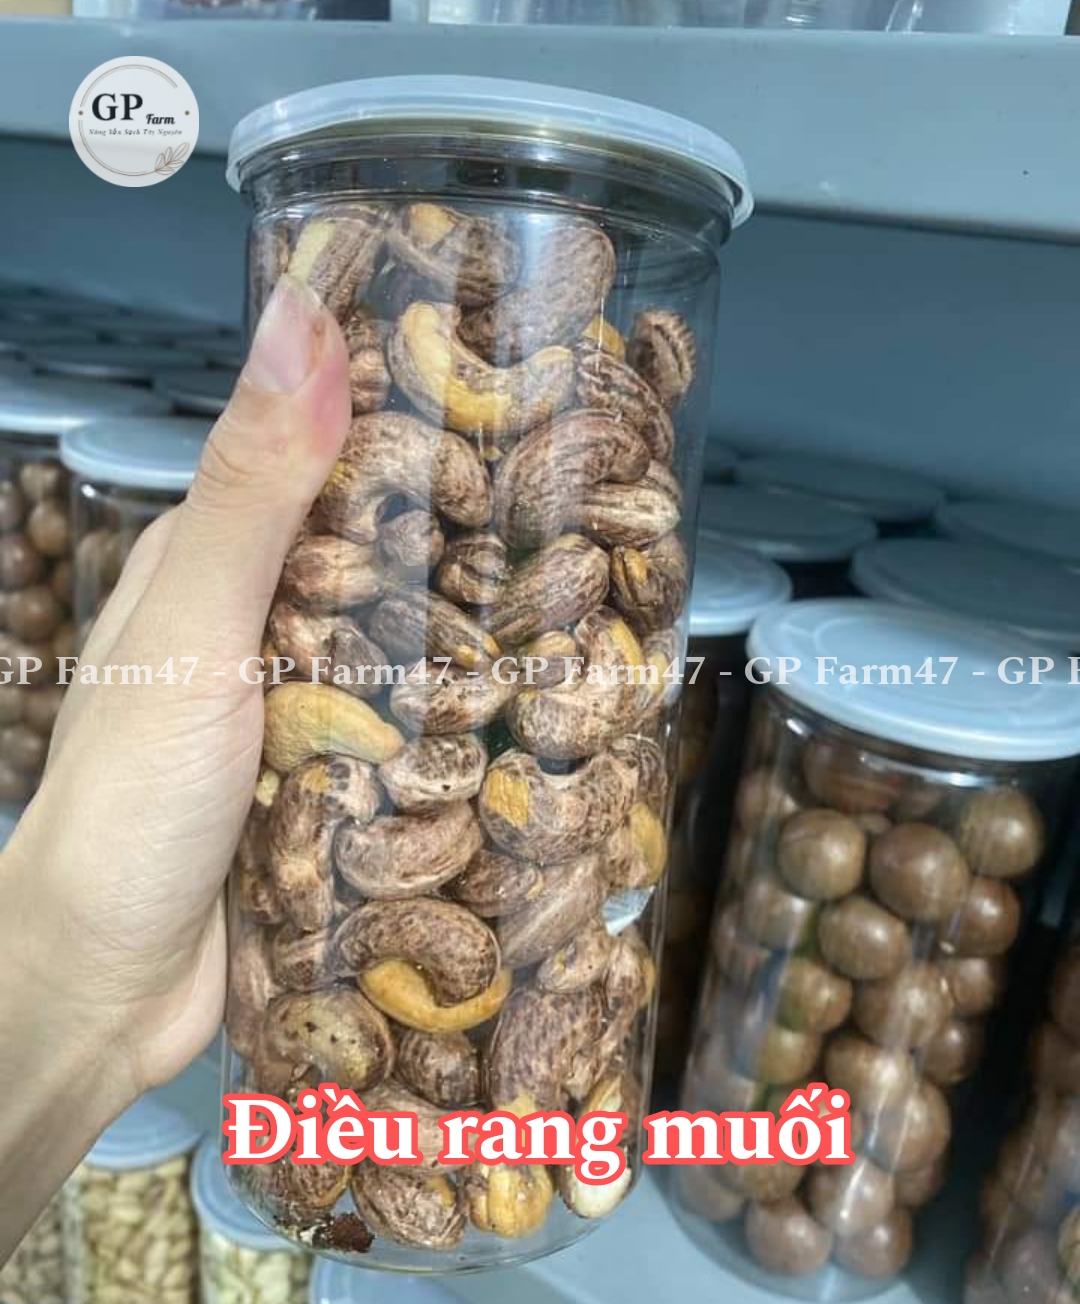 GP Farm
Nông Sản Sạch Tây Nguyên
GP Farm47 - GP Farm47 - GP Farm47 - GP Farm47 - GP F
Điều rang muối